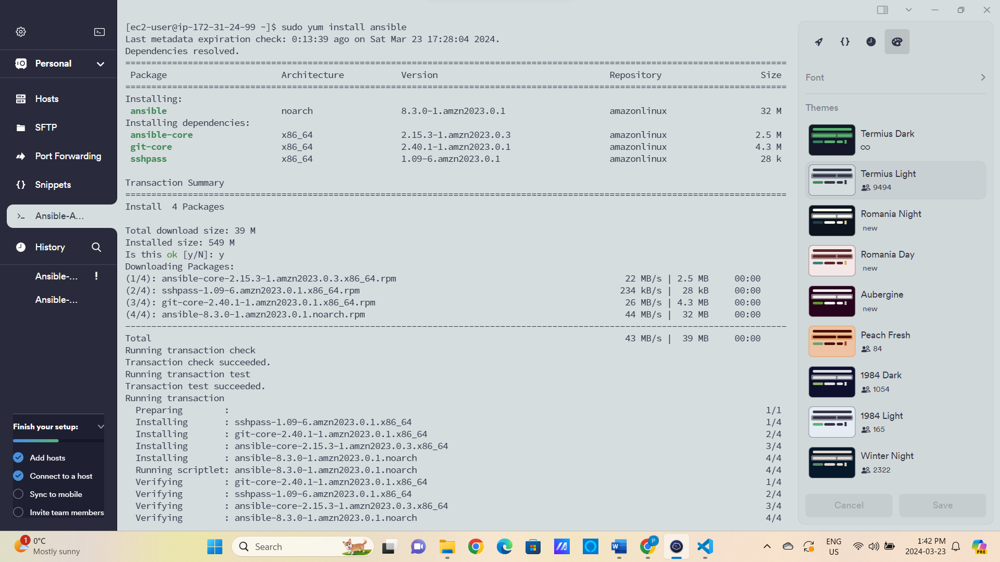 Personal
Hosts
SFTP
Port Forwarding
Snippets
Ansible-A...
History
Ansible-... !
Ansible-...
Finish your setup:
Add hosts
Connect to a host
Sync to mobile
Invite team members
[ec2-user@ip-172-31-24-99 ~]$ sudo yum install ansible
Last metadata expiration check: 0:13:39 ago on Sat Mar 23 17:28:04 2024.
Dependencies resolved.
Package Architecture Version Repository Size
Installing:
ansible noarch 8.3.0-1.amzn2023.0.1 amazonlinux 32 M
Installing dependencies:
ansible-core x86_64 2.15.3-1.amzn2023.0.3 amazonlinux 2.5 M
git-core x86_64 2.40.1-1.amzn2023.0.1 amazonlinux 4.3 M
sshpass x86_64 1.09-6.amzn2023.0.1 amazonlinux 28 k
Transaction Summary
Install 4 Packages
Total download size: 39 M
Installed size: 549 M
Is this ok [y/N]: y
Downloading Packages:
(1/4): ansible-core-2.15.3-1.amzn2023.0.3.x86_64.rpm 22 MB/s | 2.5 MB 00:00
(2/4): sshpass-1.09-6.amzn2023.0.1.x86_64.rpm 234 kB/s | 28 kB 00:00
(3/4): git-core-2.40.1-1.amzn2023.0.1.x86_64.rpm 26 MB/s | 4.3 MB 00:00
(4/4): ansible-8.3.0-1.amzn2023.0.1.noarch.rpm 44 MB/s | 32 MB 00:00
Total 43 MB/s | 39 MB 00:00
Running transaction check
Transaction check succeeded.
Running transaction test
Transaction test succeeded.
Running transaction
Preparing : 1/1
Installing : sshpass-1.09-6.amzn2023.0.1.x86_64 1/4
Installing : git-core-2.40.1-1.amzn2023.0.1.x86_64 2/4
Installing : ansible-core-2.15.3-1.amzn2023.0.3.x86_64 3/4
Installing : ansible-8.3.0-1.amzn2023.0.1.noarch 4/4
Running scriptlet: ansible-8.3.0-1.amzn2023.0.1.noarch 4/4
Verifying : git-core-2.40.1-1.amzn2023.0.1.x86_64 1/4
Verifying : sshpass-1.09-6.amzn2023.0.1.x86_64 2/4
Verifying : ansible-core-2.15.3-1.amzn2023.0.3.x86_64 3/4
Verifying : ansible-8.3.0-1.amzn2023.0.1.noarch 4/4
Font
Themes
Termius Dark
∞
Termius Light
9494
Romania Night
new
Romania Day
new
Aubergine
new
Peach Fresh
84
1984 Dark
1054
1984 Light
165
Winter Night
2322
Cancel Save
1
0°C
Mostly sunny
Search
P
ENG
US
1:42 PM
2024-03-23
PRE